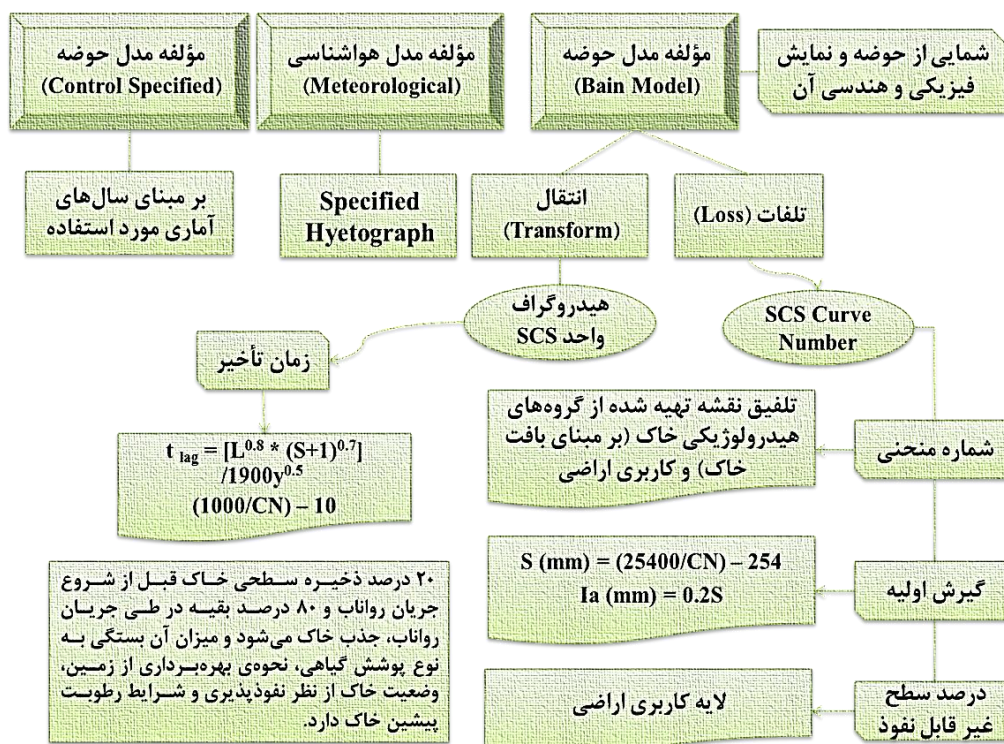 شمایی از حوضه و نمایش
فیزیکی و هندسی آن
مؤلفه مدل حوضه
(Bain Model)
مؤلفه مدل هواشناسی
(Meteorological)
مؤلفه مدل حوضه
(Control Specified)
تلفات (Loss)
انتقال
(Transform)
Specified
Hyetograph
بر مبنای سال‌های
آماری مورد استفاده
SCS Curve
Number
هیدروگراف
واحد SCS
زمان تأخیر
t lag = [L^0.8 * (S+1)^0.7]
/1900y^0.5
(1000/CN) – 10
شماره منحنی
تلفیق نقشه تهیه شده از گروه‌های
هیدرولوژیکی خاک (بر مبنای بافت
خاک) و کاربری اراضی
گیرش اولیه
S (mm) = (25400/CN) – 254
Ia (mm) = 0.2S
درصد سطح
غیر قابل نفوذ
لایه کاربری اراضی
۲۰ درصد ذخیره سطحی خاک قبل از شروع
جریان رواناب و ۸۰ درصد بقیه در طی جریان
رواناب، جذب خاک می‌شود و میزان آن بستگی به
نوع پوشش گیاهی، نحوه‌ی بهره‌برداری از زمین،
وضعیت خاک از نظر نفوذپذیری و شرایط رطوبت
پیشین خاک دارد.